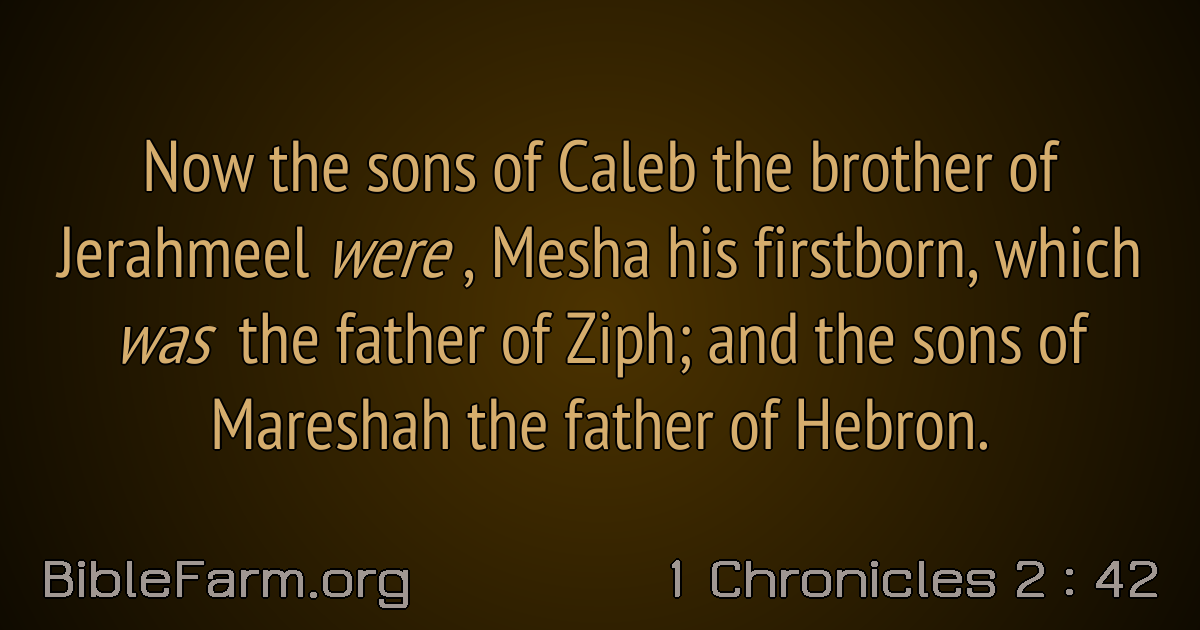 Now the sons of Caleb the brother of
Jerahmeel were , Mesha his firstborn, which
was the father of Ziph; and the sons of
Mareshah the father of Hebron.
BibleFarm.org
1 Chronicles 2 : 42